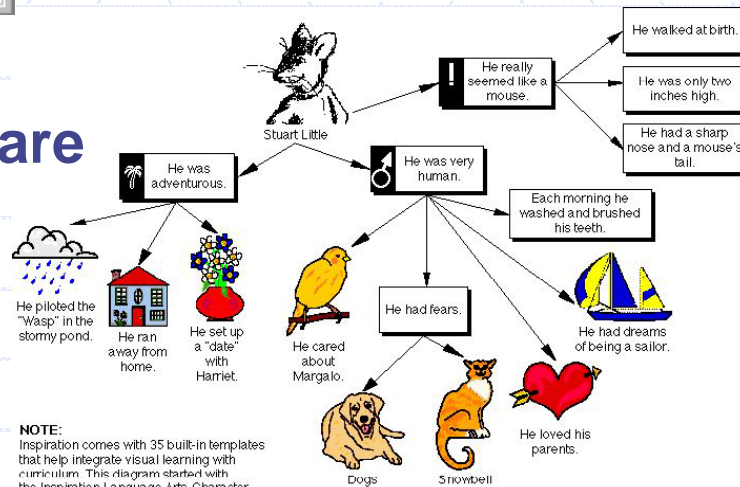 are
Stuart Little
He really
seemed like a
mouse.
He walked at birth.
He was only two
inches high.
He had a sharp
nose and a mouse's
tail.
He was
adventurous.
He was very
human.
Each morning he
washed and brushed
his teeth.
He piloted the
"Wasp" in the
stormy pond.
He ran
away from
home.
He set up
a "date"
with
Harriet.
He cared
about
Margalo.
He had fears.
Dogs
Snowbell
He loved his
parents.
He had dreams
of being a sailor.
NOTE:
Inspiration comes with 35 built-in templates
that help integrate visual learning with
curriculum. This diagram started with
the Inspiration Language Arts-Character